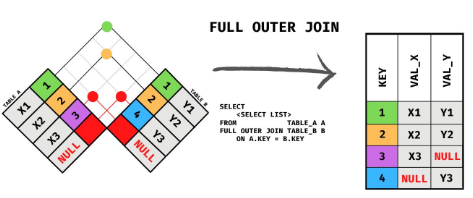 FULL OUTER JOIN
TABLE A
1
2
3
X1
X2
X3
NULL
TABLE B
1
2
4
Y1
Y2
Y3
NULL
SELECT
<SELECT LIST>
FROM TABLE_A A
FULL OUTER JOIN TABLE_B B
ON A.KEY = B.KEY
KEY VAL_X VAL_Y
1 X1 Y1
2 X2 Y2
3 X3 NULL
4 NULL Y3